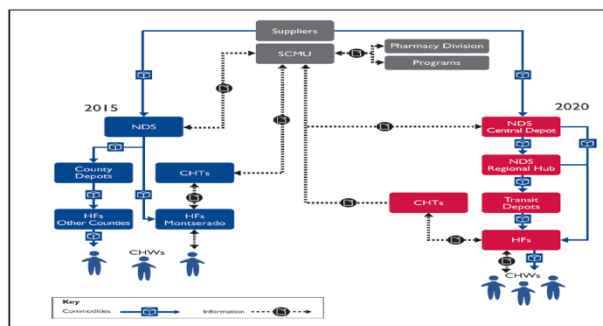 Suppliers
SCMU
Pharmacy Division
Programs
2015
2020
NDS
NDS
Central Depot
County
Depots
CHTs
NDS
Regional Hub
CHTs
Transit
Depots
HFs
Other Counties
HFs
Montserado
HFs
CHWs
CHWs
Key
Commodities
Information